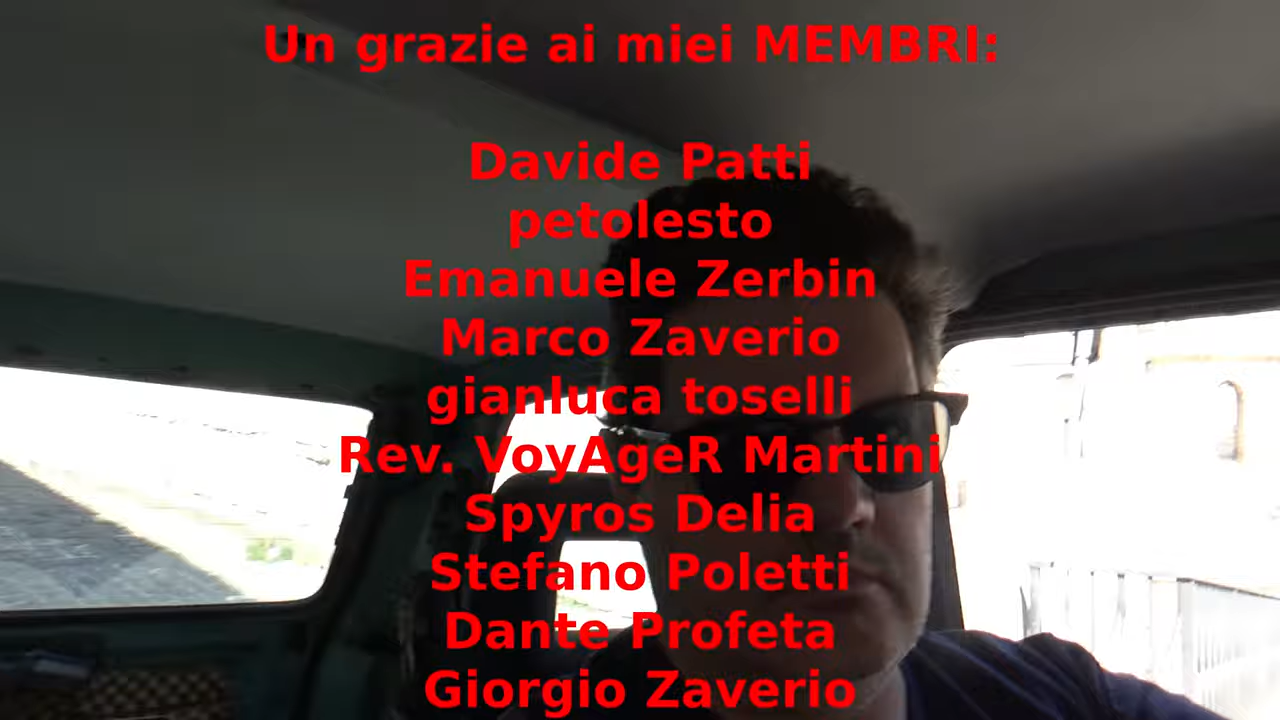 Un grazie ai miei MEMBRI:
Davide Patti
petolesto
Emanuele Zerbin
Marco Zaverio
gianluca toselli
Rev. VoyAgeR Martini
Spyros Delia
Stefano Poletti
Dante Profeta
Giorgio Zaverio